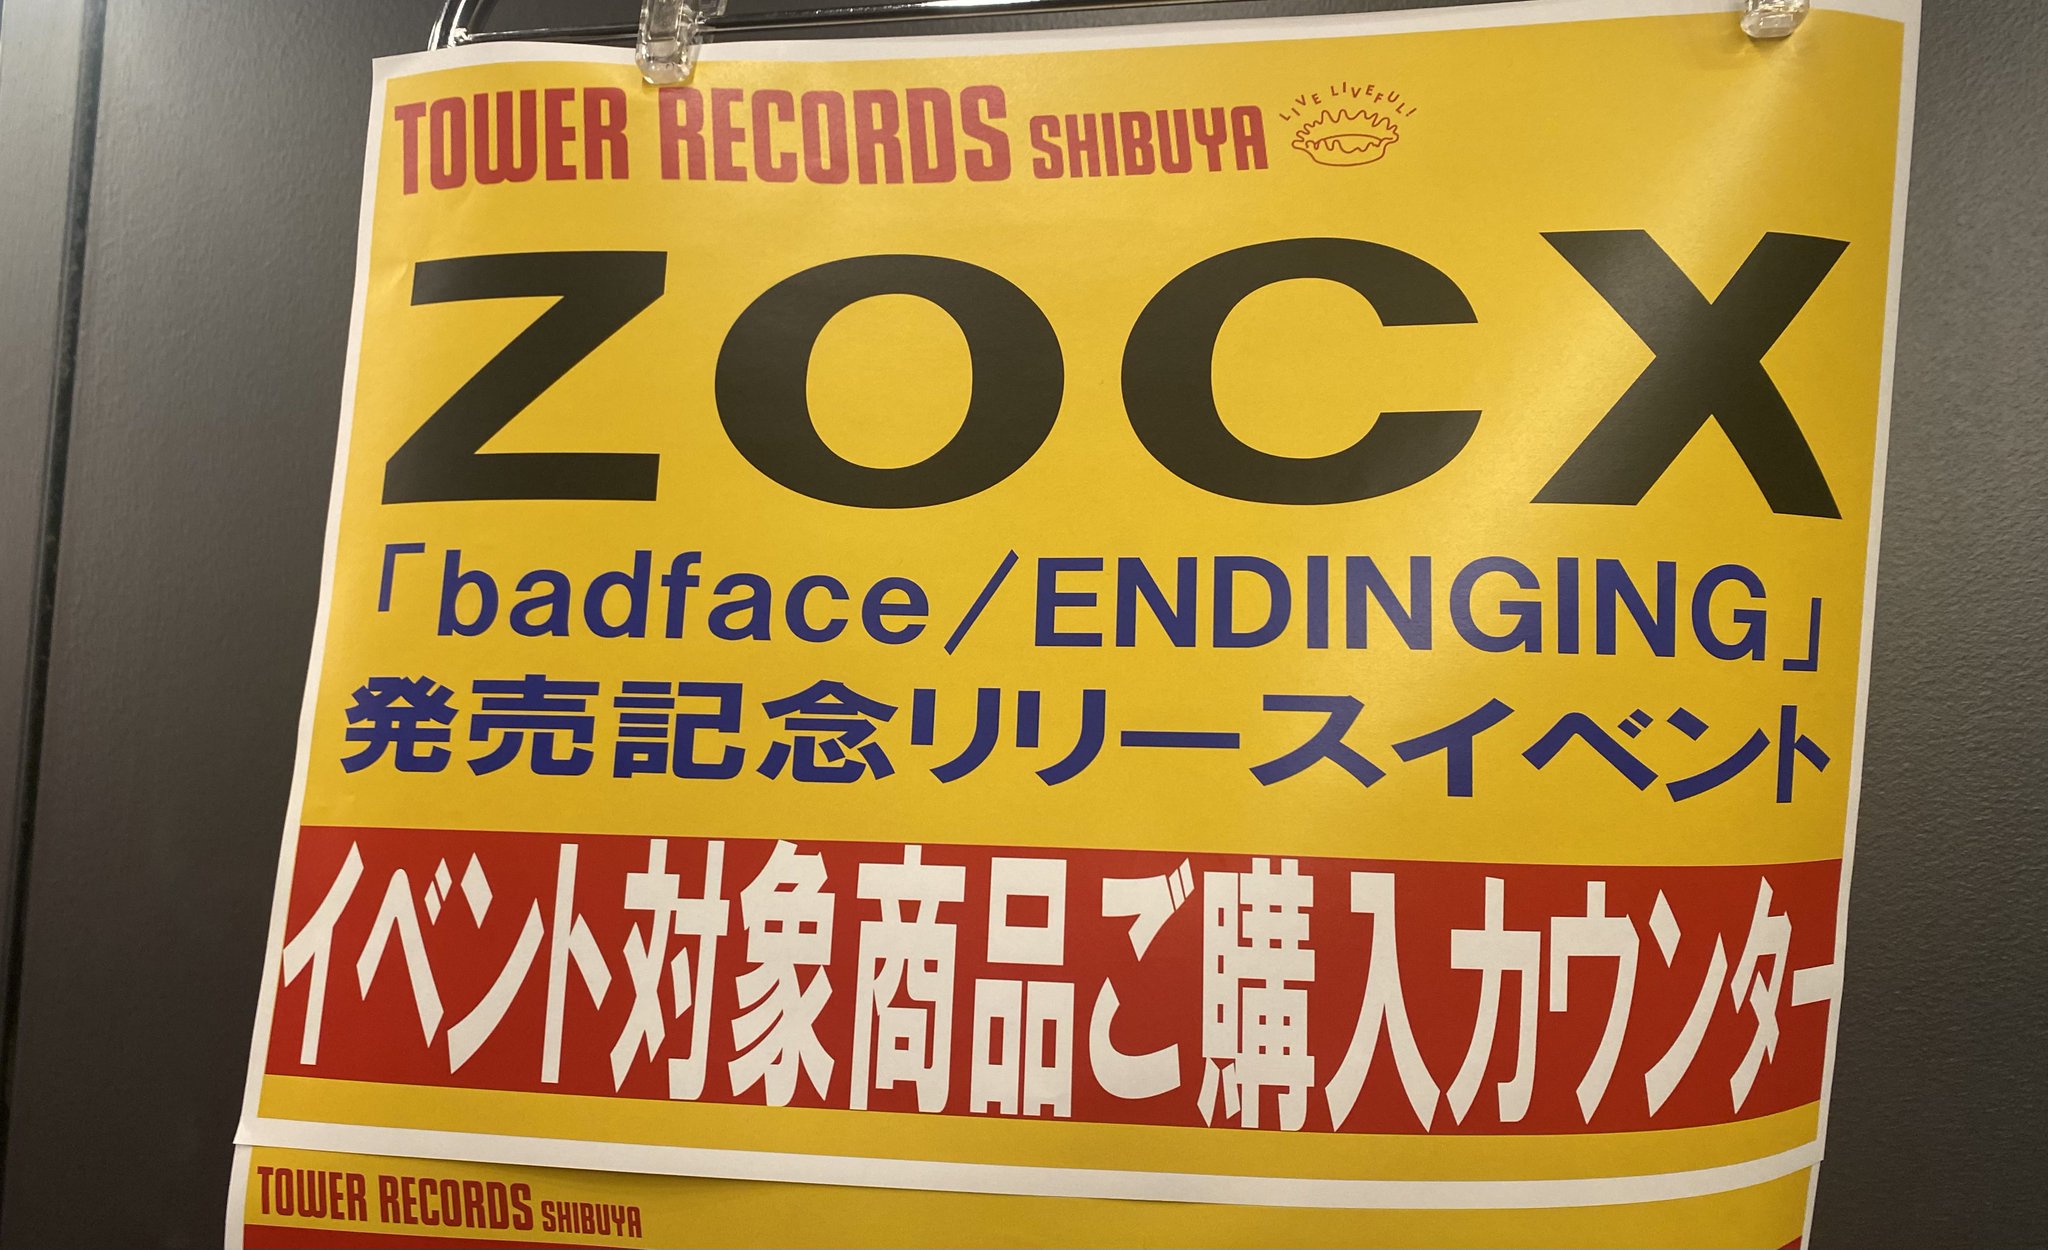 TOWER RECORDS SHIBUYA LIVE LIVEFUL!
ZOCX
「badface/ENDINGING」
発売記念リリースイベント
イベント対象商品ご購入カウンター
TOWER RECORDS SHIBUYA